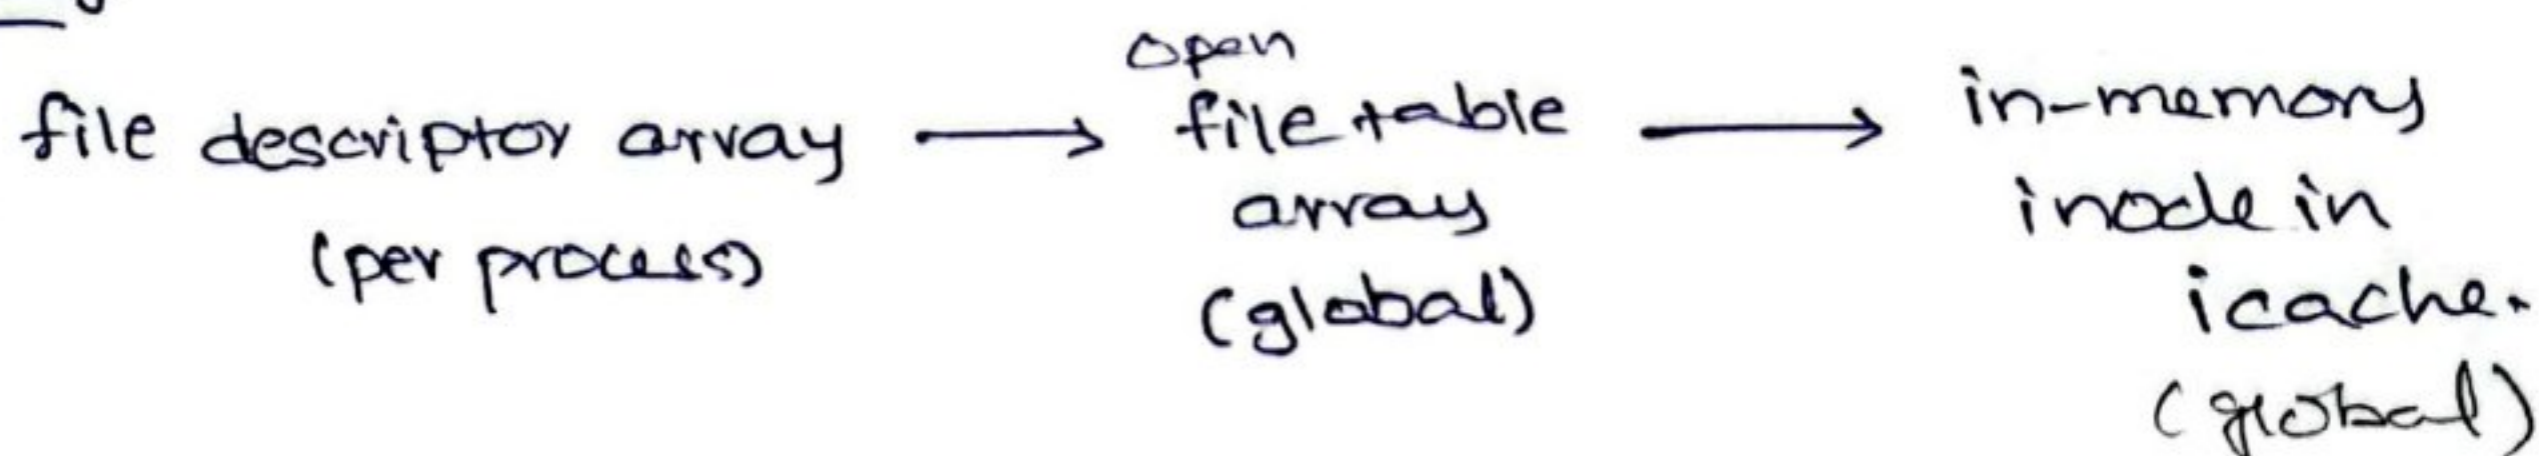 file descriptor array
(per process)
open
file table
array
(global)
in-memory
inode in
icache.
(global)